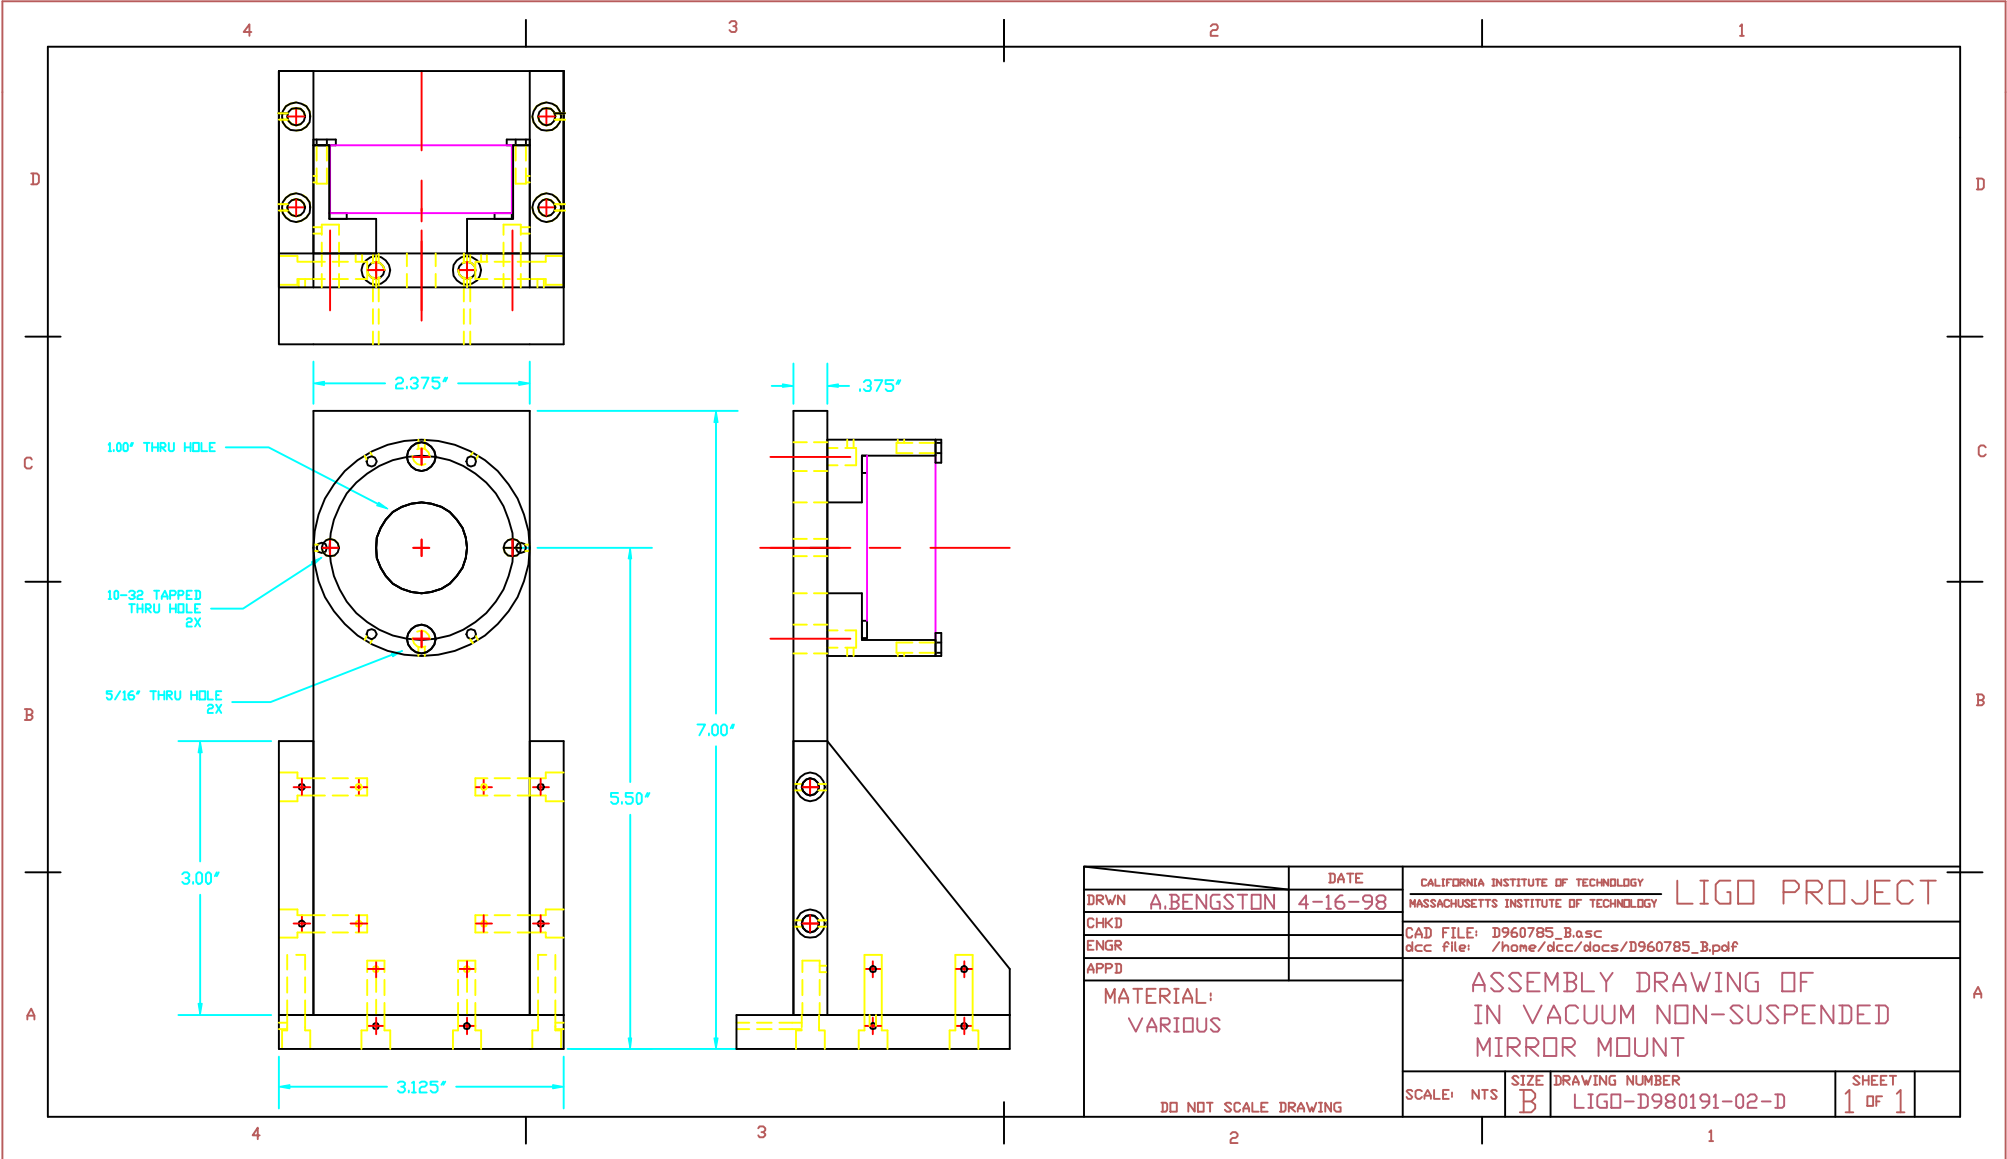 4 3 2 1
D D
2.375"
.375"
1.00" THRU HOLE
C C
10-32 TAPPED
THRU HOLE
2X
5/16" THRU HOLE
2X
B B
7.00"
5.50"
3.00"
3.125"
A A
DATE
DRWN A.BENGSTON 4-16-98
CHKD
ENGR
APPD
MATERIAL:
VARIOUS
DO NOT SCALE DRAWING
CALIFORNIA INSTITUTE OF TECHNOLOGY
MASSACHUSETTS INSTITUTE OF TECHNOLOGY
LIGO PROJECT
CAD FILE: D960785_B.asc
dcc file: /home/dcc/docs/D960785_B.pdf
ASSEMBLY DRAWING OF
IN VACUUM NON-SUSPENDED
MIRROR MOUNT
SCALE: NTS
SIZE
B
DRAWING NUMBER
LIGO-D980191-02-D
SHEET
1 OF 1
4 3 2 1